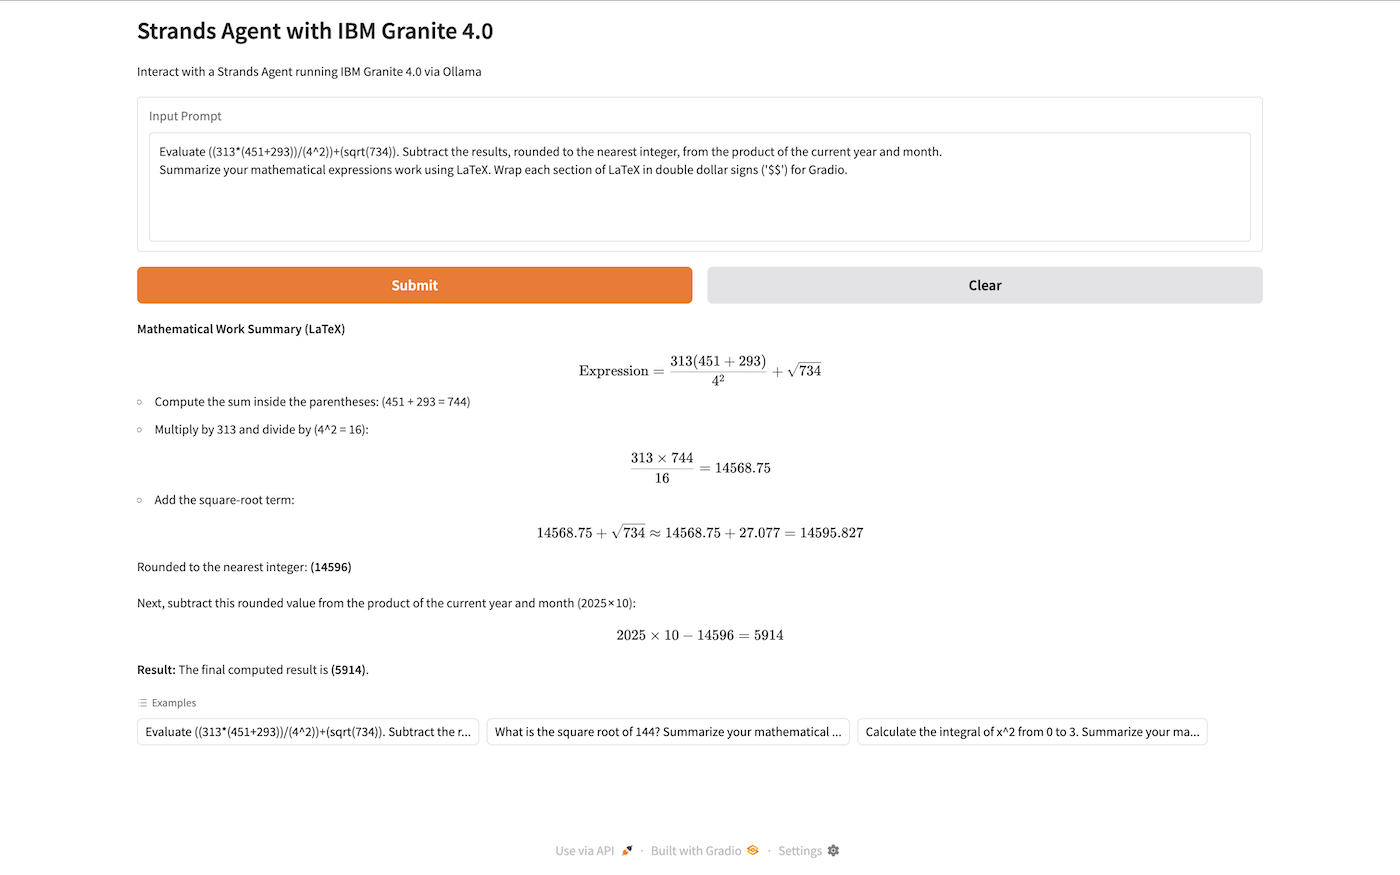 Strands Agent with IBM Granite 4.0
Interact with a Strands Agent running IBM Granite 4.0 via Ollama
Input Prompt
Evaluate ((313*(451+293))/(4^2))+(sqrt(734)). Subtract the results, rounded to the nearest integer, from the product of the current year and month.
Summarize your mathematical expressions work using LaTeX. Wrap each section of LaTeX in double dollar signs ('$$') for Gradio.
Submit Clear
Mathematical Work Summary (LaTeX)
Expression = \frac{313(451 + 293)}{4^2} + \sqrt{734}
Compute the sum inside the parentheses: (451 + 293 = 744)
Multiply by 313 and divide by (4^2 = 16):
\frac{313 × 744}{16} = 14568.75
Add the square-root term:
14568.75 + \sqrt{734} ≈ 14568.75 + 27.077 = 14595.827
Rounded to the nearest integer: (14596)
Next, subtract this rounded value from the product of the current year and month (2025×10):
2025 × 10 − 14596 = 5914
Result: The final computed result is (5914).
Examples
Evaluate ((313*(451+293))/(4^2))+(sqrt(734)). Subtract the r... What is the square root of 144? Summarize your mathematical ... Calculate the integral of x^2 from 0 to 3. Summarize your ma...
Use via API · Built with Gradio · Settings